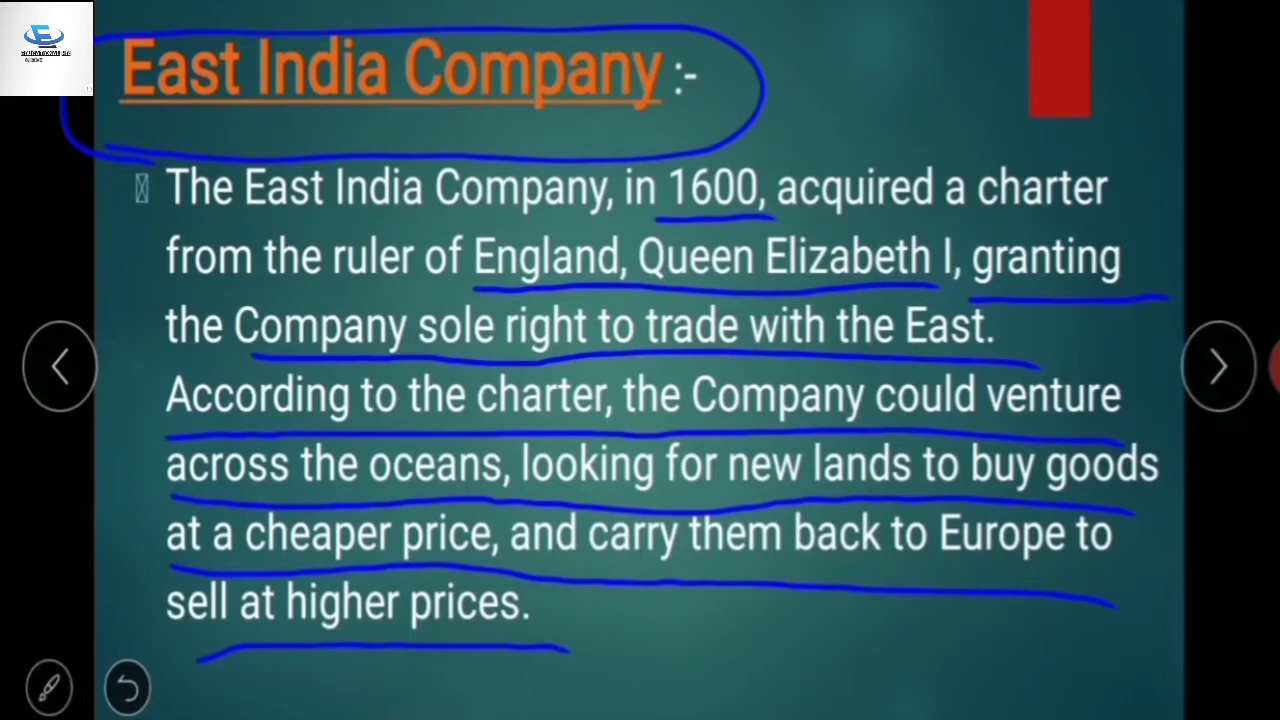 East India Company :-
The East India Company, in 1600, acquired a charter
from the ruler of England, Queen Elizabeth I, granting
the Company sole right to trade with the East.
According to the charter, the Company could venture
across the oceans, looking for new lands to buy goods
at a cheaper price, and carry them back to Europe to
sell at higher prices.